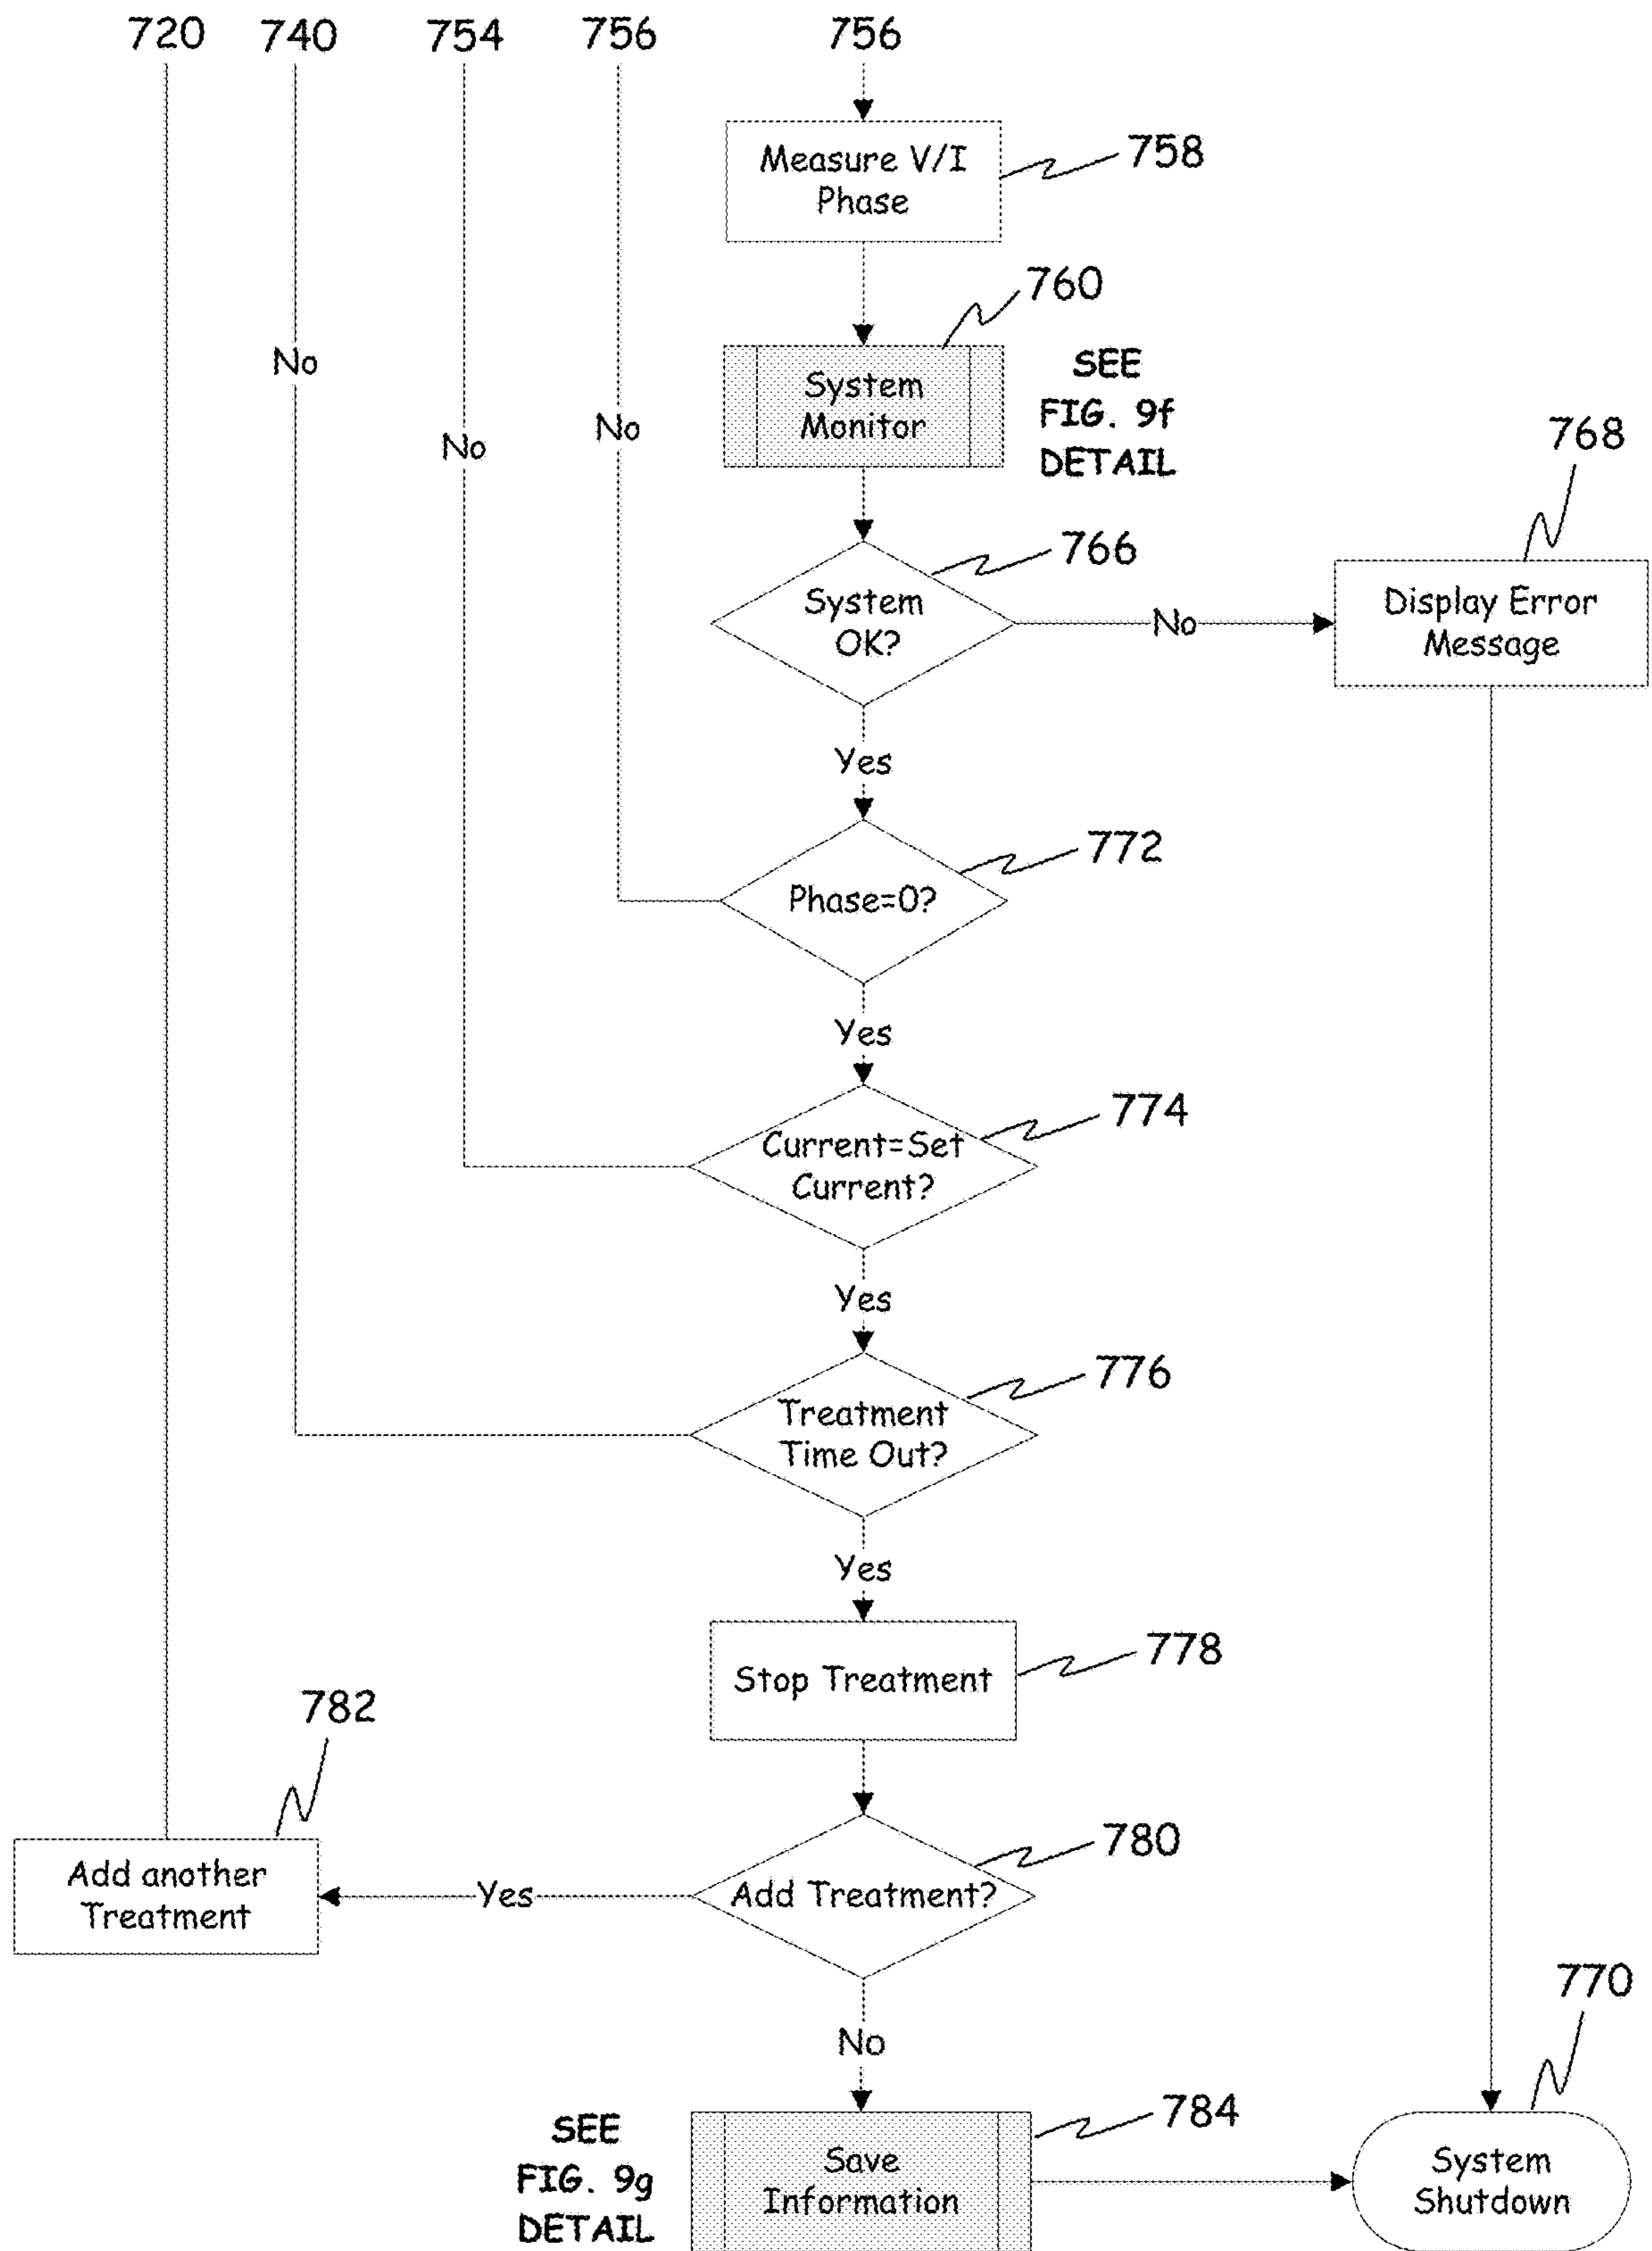 720 740 754 756 756
Measure V/I
Phase
758
760
No
System
Monitor
SEE
FIG. 9f
DETAIL
No
No
768
766
System
OK?
No
Display Error
Message
Yes
772
Phase=0?
Yes
774
Current=Set
Current?
Yes
776
Treatment
Time Out?
Yes
778
Stop Treatment
782
780
Add another
Treatment
Yes
Add Treatment?
770
No
784
SEE
FIG. 9g
DETAIL
Save
Information
System
Shutdown